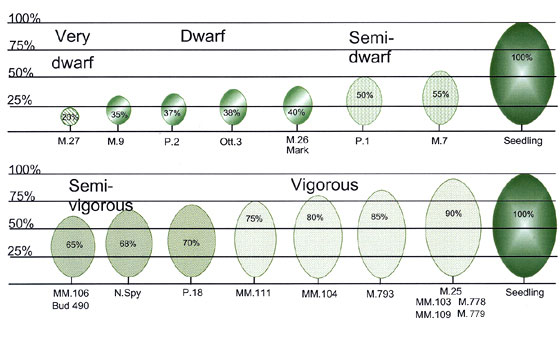 100%
75%
50%
25%
Very
dwarf
Dwarf
Semi-
dwarf
20%
35%
37%
38%
40%
50%
55%
100%
M.27
M.9
P.2
Ott.3
M.26
Mark
P.1
M.7
Seedling
100%
75%
50%
25%
Semi-
vigorous
Vigorous
65%
68%
70%
75%
80%
85%
90%
100%
MM.106
Bud 490
N.Spy
P.18
MM.111
MM.104
M.793
M.25
MM.103 M.778
MM.109 M.779
Seedling